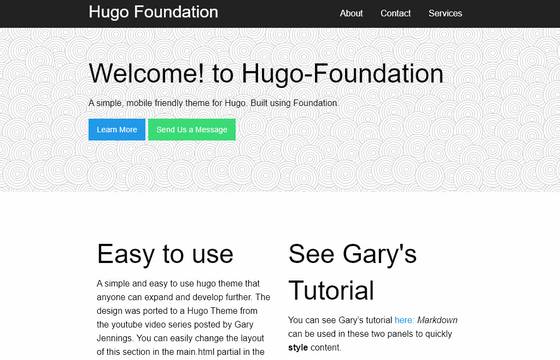 Hugo Foundation
About Contact Services
Welcome! to Hugo-Foundation
A simple, mobile friendly theme for Hugo. Built using Foundation.
Learn More Send Us a Message
Easy to use
A simple and easy to use hugo theme that
anyone can expand and develop further. The
design was ported to a Hugo Theme from
the youtube video series posted by Gary
Jennings. You can easily change the layout
of this section in the main.html partial in the
See Gary's
Tutorial
You can see Gary's tutorial here: Markdown
can be used in these two panels to quickly
style content.